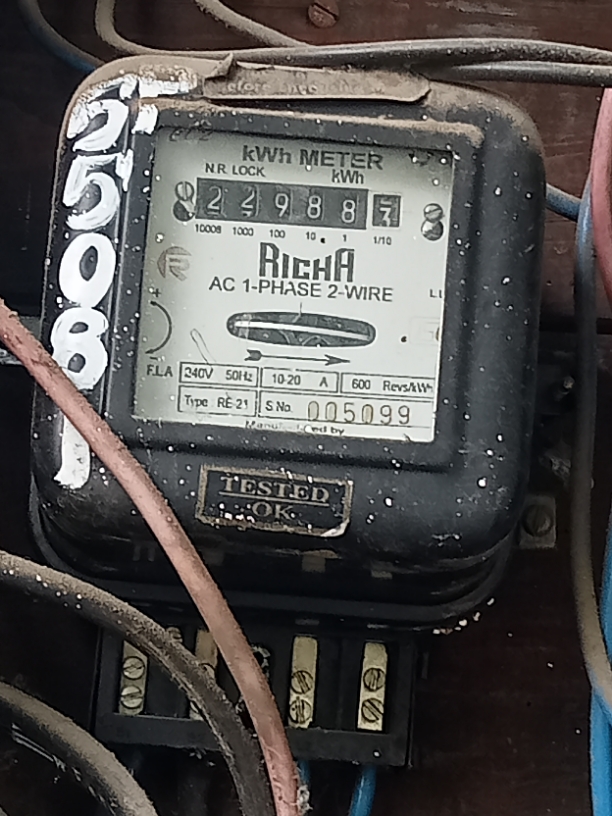 kWh METER
N.R. LOCK kWh
2 2 9 8 8 3
10000 1000 100 10 1 1/10
RICHA
AC 1-PHASE 2-WIRE
F.L.A
240V 50Hz 10-20 A 600 Revs/kWh
Type RE-21 S.No. 005099
TESTED
OK